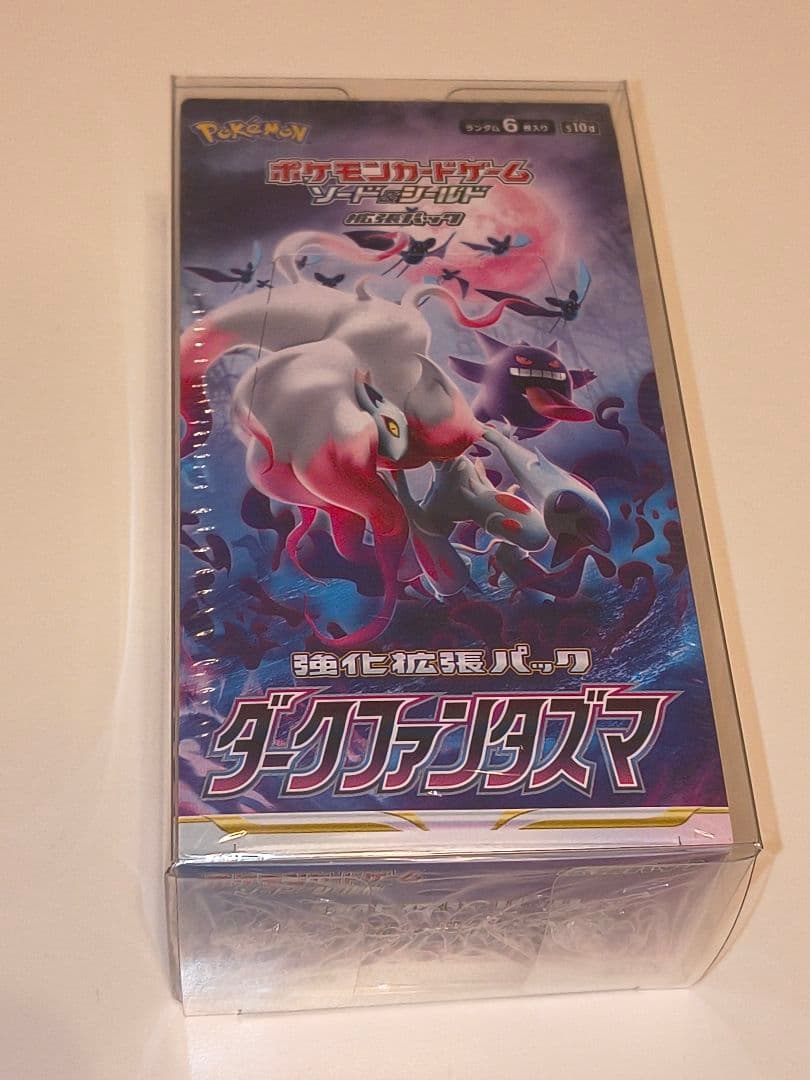 POKéMON
ランダム6枚入り s10a
ポケモンカードゲーム
ソード&シールド
拡張パック
強化拡張パック
ダークファンタズマ